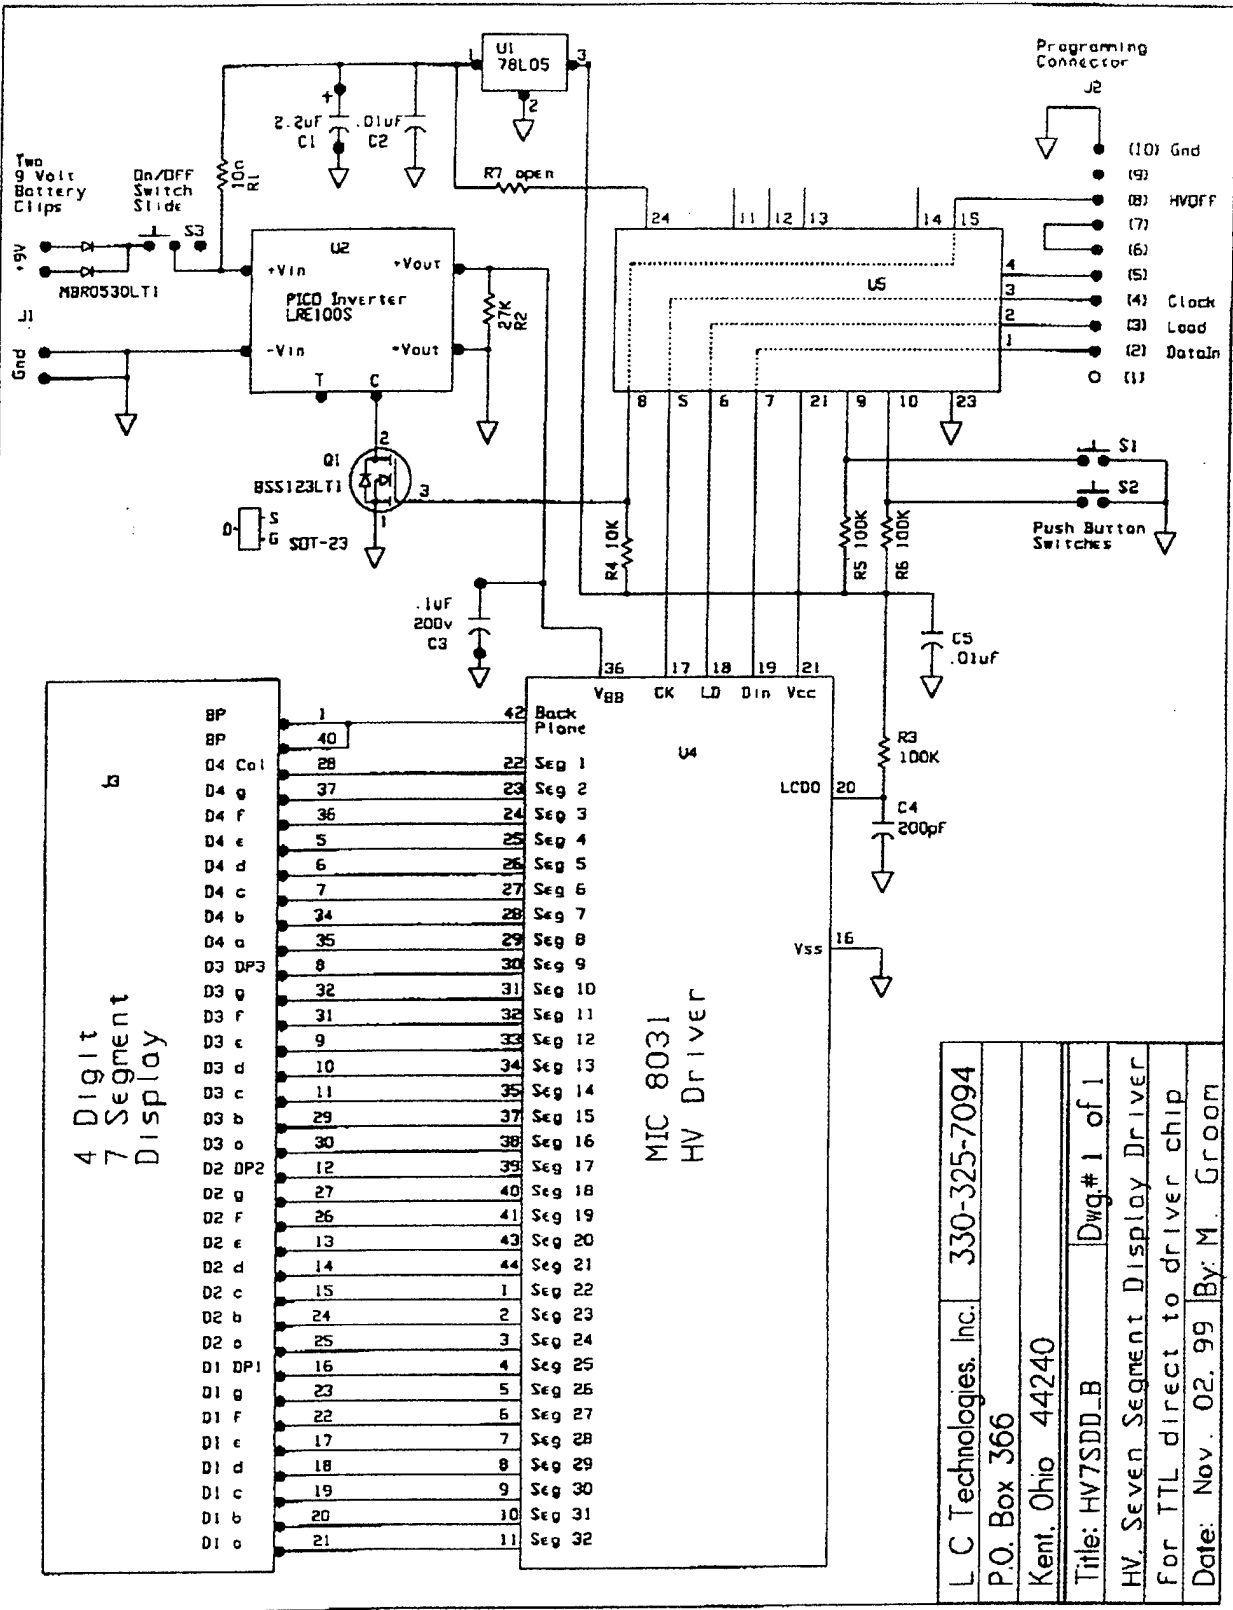 Programing
Connector
J2
(10) Gnd
(9)
(8) HVOFF
(7)
(6)
(5)
(4) Clock
(3) Load
(2) DataIn
(1)
1
U1
78L05
3
2
+
2.2uF
C1
.01uF
C2
10Ω
R1
R7 open
Two
9 Volt
Battery
Clips
On/OFF
Switch
Slide
S3
+9V
MBR0530LT1
J1
Gnd
U2
+Vin
+Vout
PICO Inverter
LRE100S
-Vin
-Vout
T
C
27K
R2
24
11
12
13
14
15
U5
4
3
2
1
8
5
6
7
21
9
10
23
Q1
BSS123LT1
2
3
1
D
S
G
SOT-23
S1
S2
Push Button
Switches
R4 10K
R5 100K
R6 100K
.1uF
200v
C3
C5
.01uF
36
17
18
19
21
VBB
CK
LD
Din
Vcc
R3
100K
LCD0 20
C4
200pF
Vss 16
U4
MIC 8031
HV Driver
J3
4 Digit
7 Segment
Display
BP 1 42 Back Plane
BP 40
D4 Col 28 22 Seg 1
D4 g 37 23 Seg 2
D4 f 36 24 Seg 3
D4 e 5 25 Seg 4
D4 d 6 26 Seg 5
D4 c 7 27 Seg 6
D4 b 34 28 Seg 7
D4 a 35 29 Seg 8
D3 DP3 8 30 Seg 9
D3 g 32 31 Seg 10
D3 f 31 32 Seg 11
D3 e 9 33 Seg 12
D3 d 10 34 Seg 13
D3 c 11 35 Seg 14
D3 b 29 37 Seg 15
D3 a 30 38 Seg 16
D2 DP2 12 39 Seg 17
D2 g 27 40 Seg 18
D2 f 26 41 Seg 19
D2 e 13 43 Seg 20
D2 d 14 44 Seg 21
D2 c 15 1 Seg 22
D2 b 24 2 Seg 23
D2 a 25 3 Seg 24
D1 DP1 16 4 Seg 25
D1 g 23 5 Seg 26
D1 f 22 6 Seg 27
D1 e 17 7 Seg 28
D1 d 18 8 Seg 29
D1 c 19 9 Seg 30
D1 b 20 10 Seg 31
D1 a 21 11 Seg 32
L C Technologies. Inc. 330-325-7094
P.O. Box 366
Kent. Ohio 44240
Title: HV7SDD_B Dwg.# 1 of 1
HV. Seven Segment Display Driver
For TTL direct to driver chip
Date: Nov. 02. 99 By: M. Groom